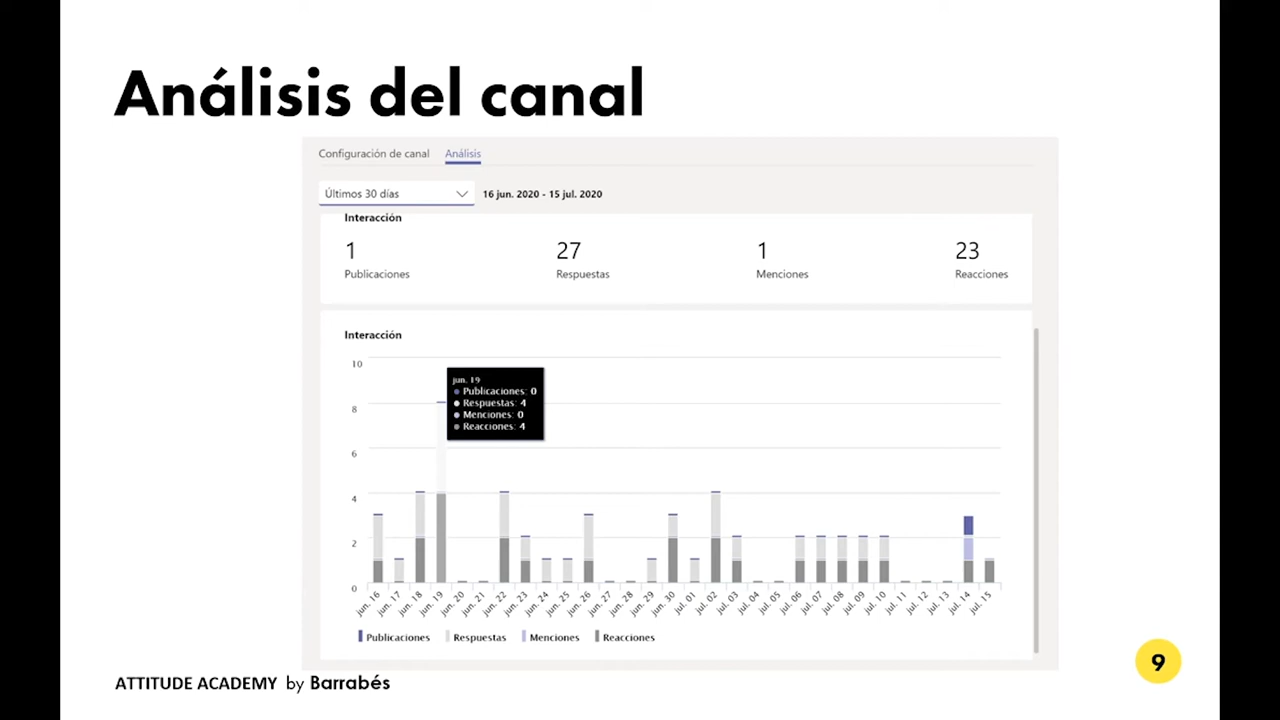 Análisis del canal
Configuración de canal Análisis
Últimos 30 días 16 jun. 2020 - 15 jul. 2020
Interacción
1 27 1 23
Publicaciones Respuestas Menciones Reacciones
Interacción
10
8
6
4
2
0
jun. 19
Publicaciones: 0
Respuestas: 4
Menciones: 0
Reacciones: 4
jun. 16 jun. 17 jun. 18 jun. 19 jun. 20 jun. 21 jun. 22 jun. 23 jun. 24 jun. 25 jun. 26 jun. 27 jun. 28 jun. 29 jun. 30 jul. 01 jul. 02 jul. 03 jul. 04 jul. 05 jul. 06 jul. 07 jul. 08 jul. 09 jul. 10 jul. 11 jul. 12 jul. 13 jul. 14 jul. 15
Publicaciones Respuestas Menciones Reacciones
9
ATTITUDE ACADEMY by Barrabés